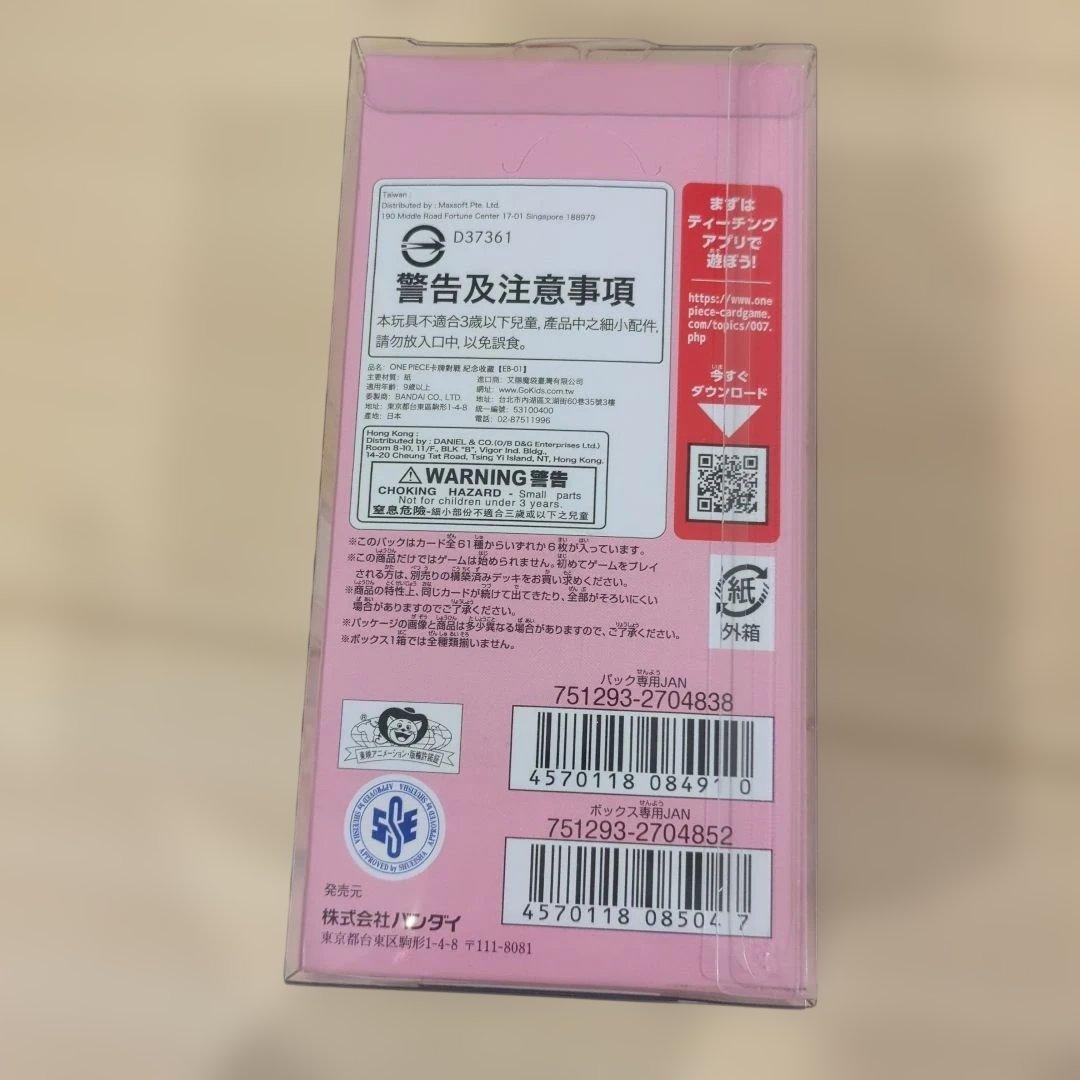 Taiwan :
Distributed by : Maxsoft Pte. Ltd.
190 Middle Road Fortune Center 17-01 Singapore 188979
D37361
警告及注意事項
本玩具不適合3歲以下兒童, 產品中之細小配件,
請勿放入口中, 以免誤食。
品名: ONE PIECE卡牌對戰 紀念收藏【EB-01】
主要材質: 紙
適用年齡: 9歲以上
委製商: BANDAI CO., LTD.
地址: 東京都台東區駒形1-4-8
產地: 日本
進口商: 艾賜魔袋臺灣有限公司
網址: www.GoKids.com.tw
地址: 台北市內湖區文湖街60巷35號3樓
統一編號: 53100400
電話: 02-87511996
Hong Kong :
Distributed by : DANIEL & CO.(O/B D&G Enterprises Ltd.)
Room 8-10, 11/F., BLK "B", Vigor Ind. Bldg.,
14-20 Cheung Tat Road, Tsing Yi Island, NT, Hong Kong.
⚠WARNING 警告
CHOKING HAZARD - Small parts
Not for children under 3 years.
窒息危險-細小部份不適合三歲或以下之兒童
まずは
ティーチング
アプリで
遊ぼう!
https://www.one
piece-cardgame.
com/topics/007.
php
今すぐ
ダウンロード
※このパックはカード全61種からいずれか6枚が入っています。
※この商品だけではゲームは始められません。初めてゲームをプレイ
される方は、別売りの構築済みデッキをお買い求めください。
※商品の特性上、同じカードが続けて出てきたり、全部がそろいにくい
場合がありますのでご了承ください。
※パッケージの画像と商品は多少異なる場合がありますので、ご了承ください。
※ボックス1箱では全種類揃いません。
紙
外箱
パック専用JAN
751293-2704838
4570118 084910
ボックス専用JAN
751293-2704852
4570118 085047
東映アニメーション・版権許諾証
APPROVED by SHUEISHA
発売元
株式会社バンダイ
東京都台東区駒形1-4-8 〒111-8081